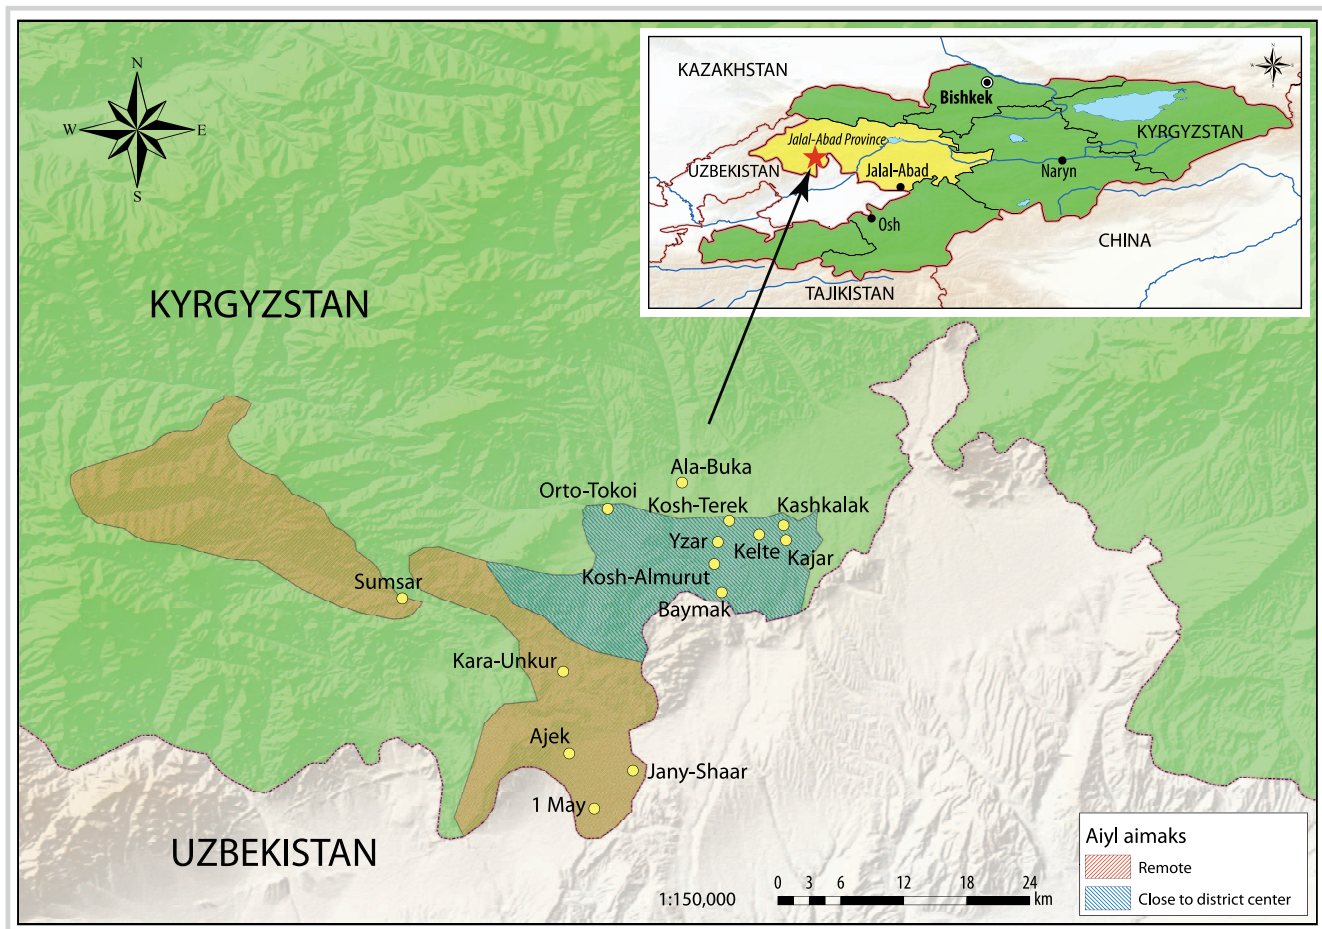 N
W
E
S
KAZAKHSTAN
N
W
E
S
Bishkek
KYRGYZSTAN
Jalal-Abad Province
UZBEKISTAN
Jalal-Abad
Naryn
Osh
CHINA
TAJIKISTAN
KYRGYZSTAN
Ala-Buka
Orto-Tokoi
Kosh-Terek
Kashkalak
Yzar
Kelte
Kajar
Kosh-Almurut
Sumsar
Baymak
Kara-Unkur
Ajek
Jany-Shaar
1 May
UZBEKISTAN
Aiyl aimaks
Remote
Close to district center
1:150,000
0 3 6 12 18 24
km